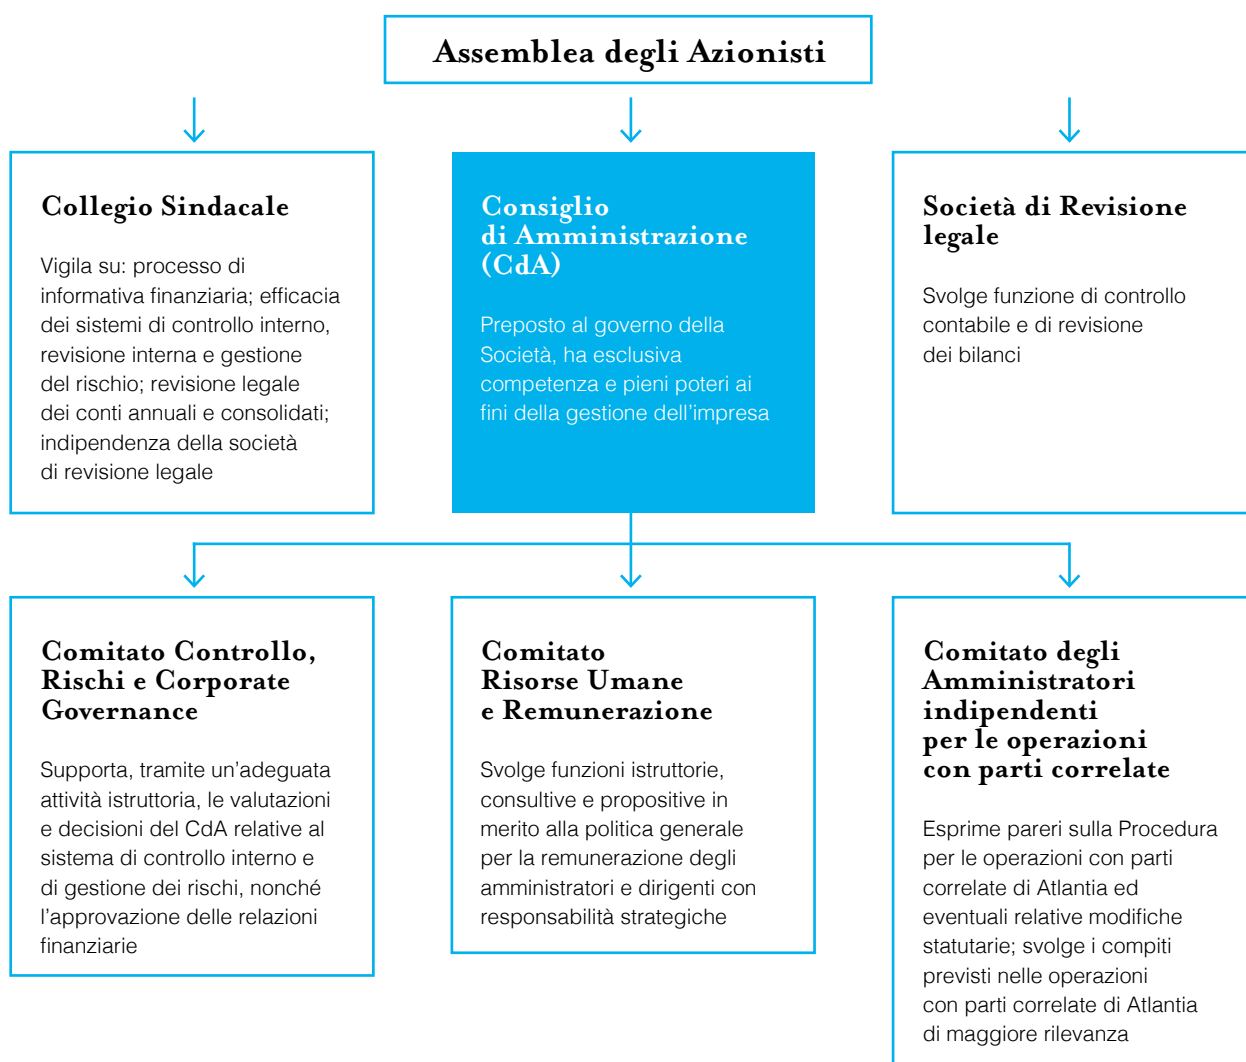 Assemblea degli Azionisti
Collegio Sindacale
Vigila su: processo di
informativa finanziaria; efficacia
dei sistemi di controllo interno,
revisione interna e gestione
del rischio; revisione legale
dei conti annuali e consolidati;
indipendenza della società
di revisione legale
Consiglio
di Amministrazione
(CdA)
Preposto al governo della
Società, ha esclusiva
competenza e pieni poteri ai
fini della gestione dell'impresa
Società di Revisione
legale
Svolge funzione di controllo
contabile e di revisione
dei bilanci
Comitato Controllo,
Rischi e Corporate
Governance
Supporta, tramite un'adeguata
attività istruttoria, le valutazioni
e decisioni del CdA relative al
sistema di controllo interno e
di gestione dei rischi, nonché
l'approvazione delle relazioni
finanziarie
Comitato
Risorse Umane
e Remunerazione
Svolge funzioni istruttorie,
consultive e propositive in
merito alla politica generale
per la remunerazione degli
amministratori e dirigenti con
responsabilità strategiche
Comitato degli
Amministratori
indipendenti
per le operazioni
con parti correlate
Esprime pareri sulla Procedura
per le operazioni con parti
correlate di Atlantia ed
eventuali relative modifiche
statutarie; svolge i compiti
previsti nelle operazioni
con parti correlate di Atlantia
di maggiore rilevanza